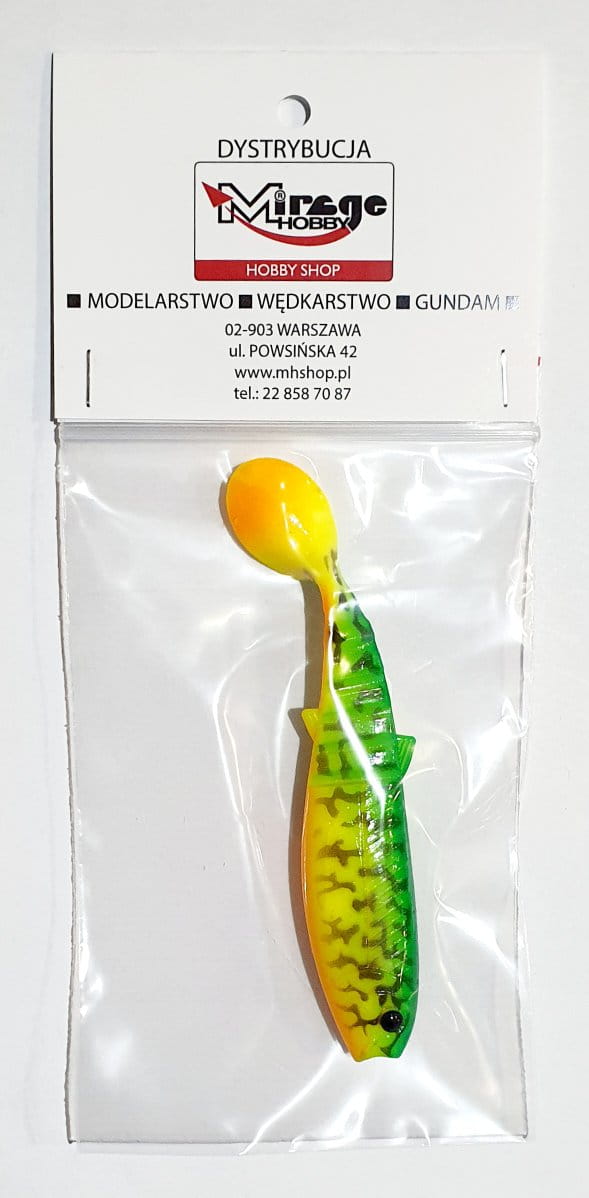 DYSTRYBUCJA
Mirage®
HOBBY
HOBBY SHOP
■ MODELARSTWO ■ WĘDKARSTWO ■ GUNDAM
02-903 WARSZAWA
ul. POWSIŃSKA 42
www.mhshop.pl
tel.: 22 858 70 87